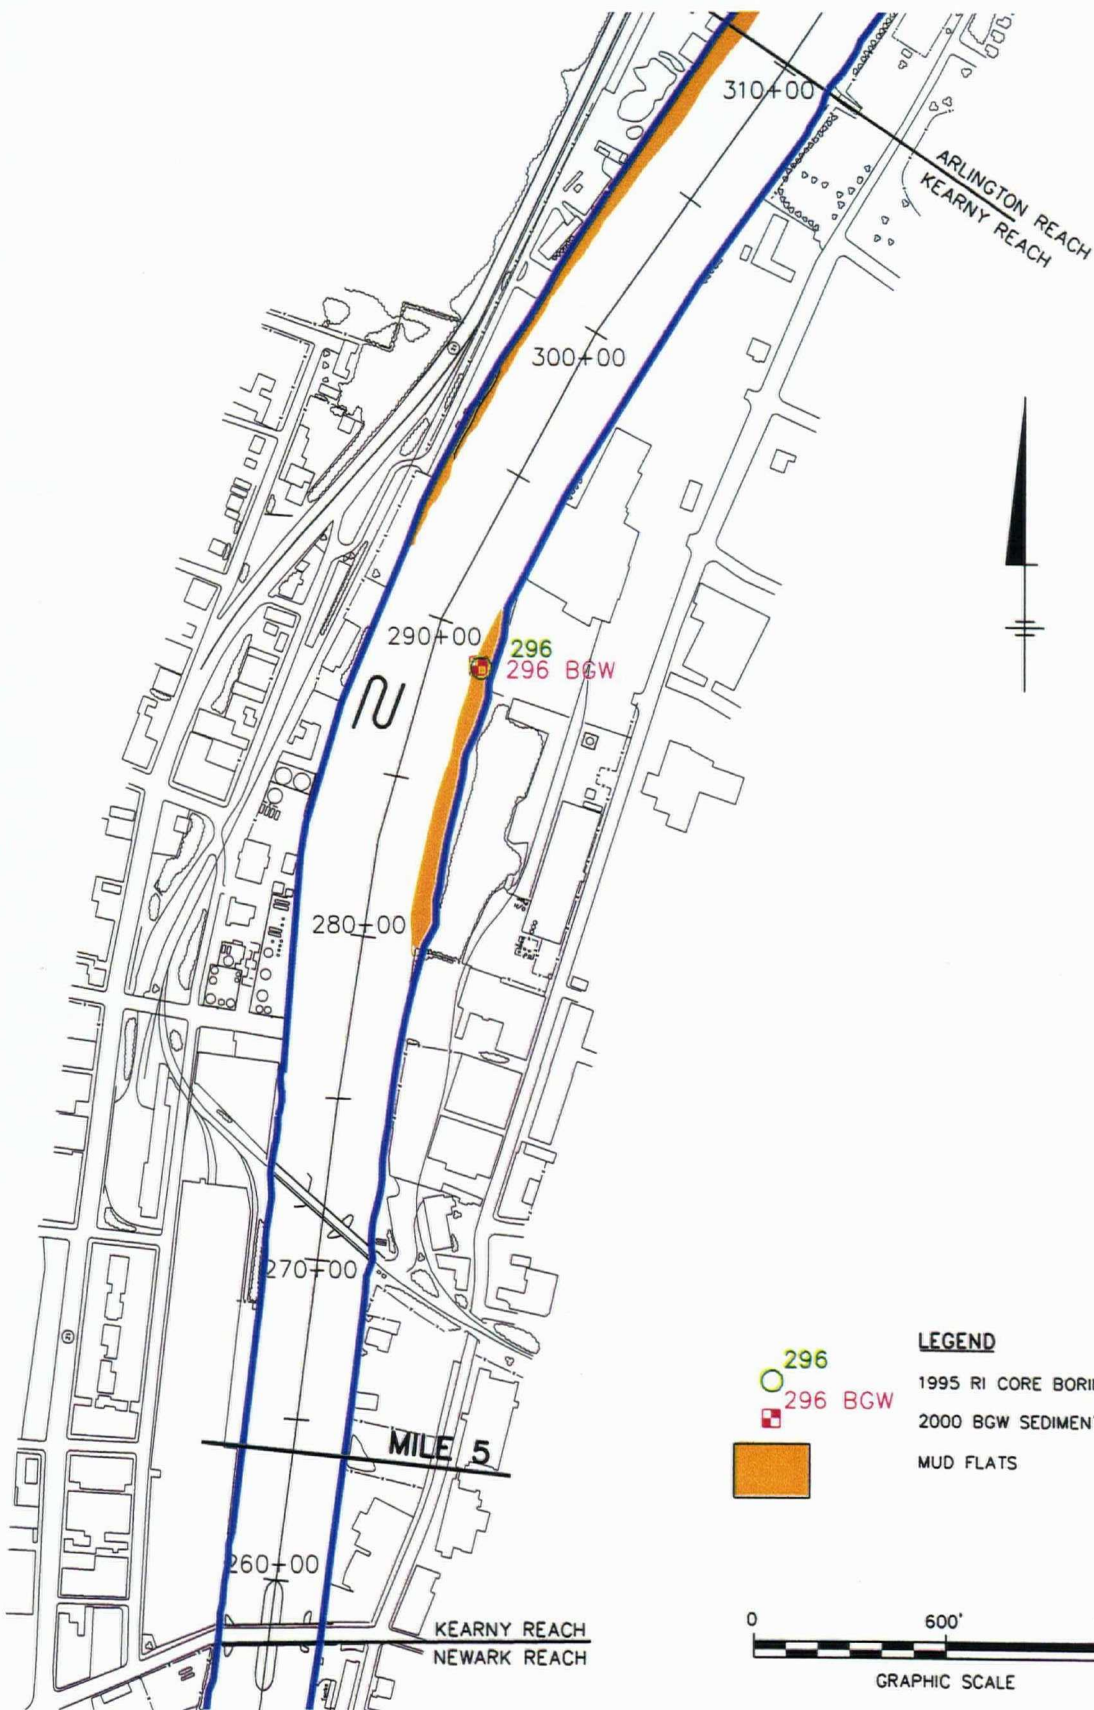 310+00
ARLINGTON REACH
KEARNY REACH
300+00
290+00
296
296 BGW
280+00
270+00
MILE 5
260+00
KEARNY REACH
NEWARK REACH
LEGEND
296
1995 RI CORE
296 BGW
2000 BGW
MUD FLATS
0
600'
GRAPHIC SCALE